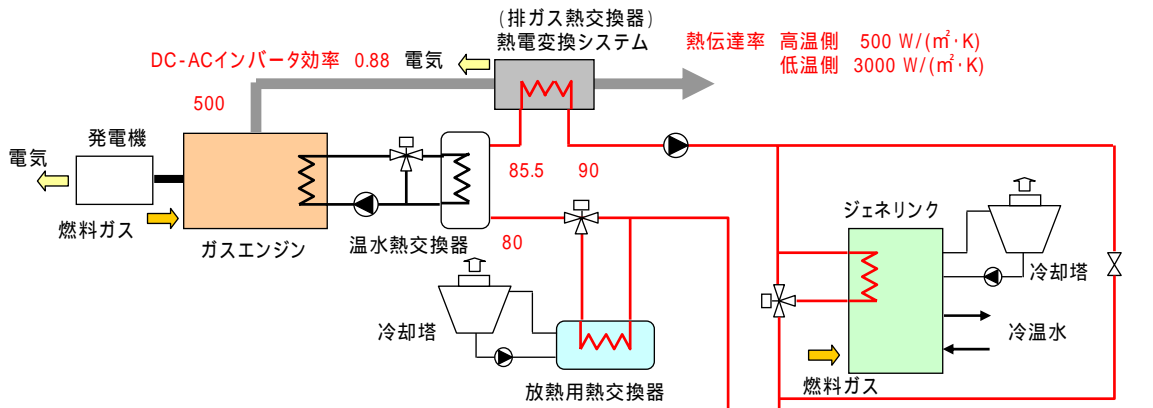 (排ガス熱交換器)
熱電変換システム
熱伝達率 高温側 500 W/(㎡·K)
低温側 3000 W/(㎡·K)
DC-ACインバータ効率 0.88 電気
500
発電機
電気
燃料ガス
ガスエンジン
温水熱交換器
85.5 90
80
ジェネリンク
冷却塔
冷却塔
冷温水
燃料ガス
放熱用熱交換器